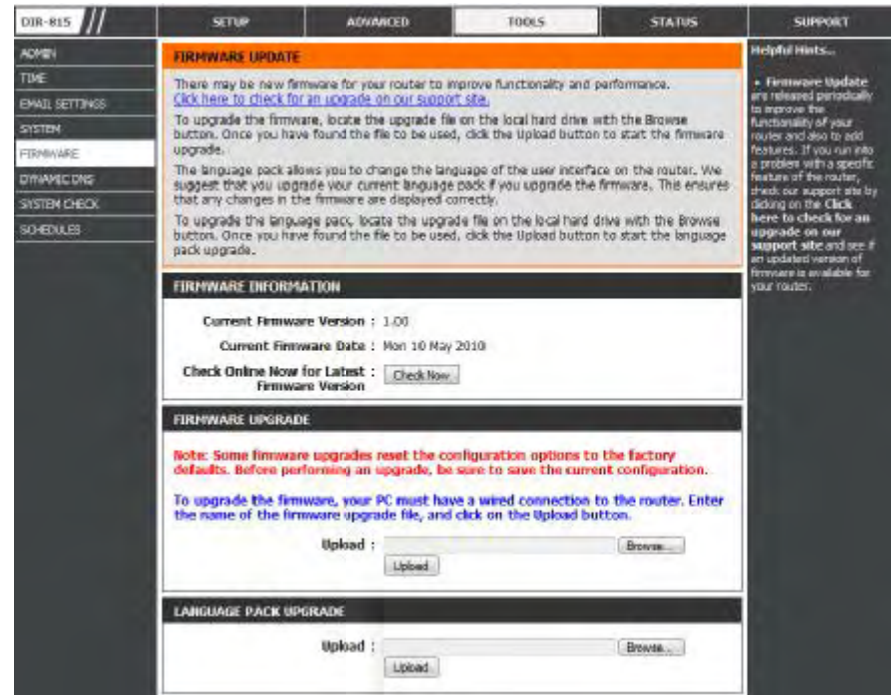 DIR-815
SETUP
ADVANCED
TOOLS
STATUS
SUPPORT
ADMIN
TIME
EMAIL SETTINGS
SYSTEM
FIRMWARE
DYNAMIC DNS
SYSTEM CHECK
SCHEDULES
FIRMWARE UPDATE
There may be new firmware for your router to improve functionality and performance.
Click here to check for an upgrade on our support site.
To upgrade the firmware, locate the upgrade file on the local hard drive with the Browse
button. Once you have found the file to be used, click the Upload button to start the firmware
upgrade.
The language pack allows you to change the language of the user interface on the router. We
suggest that you upgrade your current language pack if you upgrade the firmware. This ensures
that any changes in the firmware are displayed correctly.
To upgrade the language pack, locate the upgrade file on the local hard drive with the Browse
button. Once you have found the file to be used, click the Upload button to start the language
pack upgrade.
FIRMWARE INFORMATION
Current Firmware Version : 1.00
Current Firmware Date : Mon 10 May 2010
Check Online Now for Latest : Check Now
Firmware Version
FIRMWARE UPGRADE
Note: Some firmware upgrades reset the configuration options to the factory
defaults. Before performing an upgrade, be sure to save the current configuration.
To upgrade the firmware, your PC must have a wired connection to the router. Enter
the name of the firmware upgrade file, and click on the Upload button.
Upload : Browse...
Upload
LANGUAGE PACK UPGRADE
Upload : Browse...
Upload
Helpful Hints...
• Firmware Update
are released periodically
to improve the
functionality of your
router and also to add
features. If you run into
a problem with a specific
feature of the router,
check our support site by
clicking on the Click
here to check for an
upgrade on our
support site and see if
an updated version of
firmware is available for
your router.